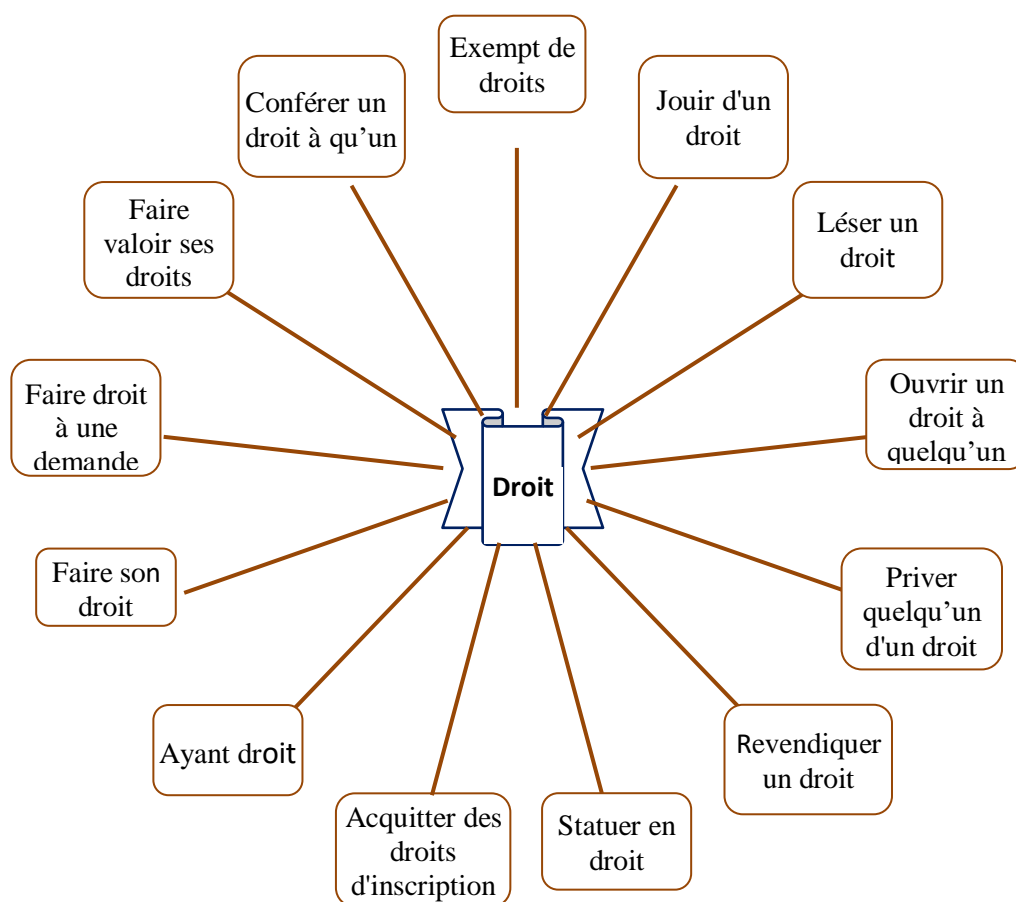 Exempt de
droits
Conférer un
droit à qu’un
Jouir d'un
droit
Faire
valoir ses
droits
Léser un
droit
Faire droit
à une
demande
Ouvrir un
droit à
quelqu’un
Droit
Faire son
droit
Priver
quelqu’un
d'un droit
Ayant droit
Revendiquer
un droit
Acquitter des
droits
d'inscription
Statuer en
droit